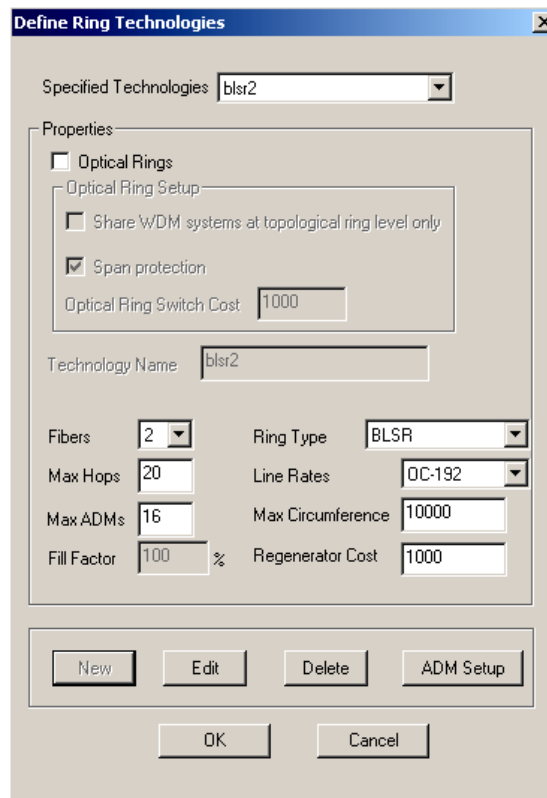 Define Ring Technologies
Specified Technologies blsr2
Properties
Optical Rings
Optical Ring Setup
Share WDM systems at topological ring level only
Span protection
Optical Ring Switch Cost 1000
Technology Name blsr2
Fibers 2 Ring Type BLSR
Max Hops 20 Line Rates OC-192
Max ADMs 16 Max Circumference 10000
Fill Factor 100 % Regenerator Cost 1000
New Edit Delete ADM Setup
OK Cancel